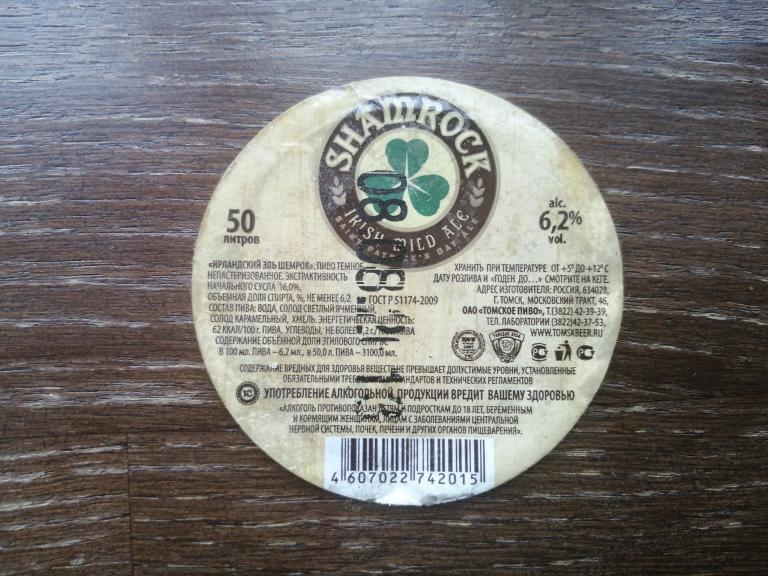 SHAMROCK
IRISH MILD ALE
SAINT PATRICK'S DAY ALE
50
ЛИТРОВ
alc.
6,2%
vol.
«ИРЛАНДСКИЙ ЭЛЬ ШЕМРОК». ПИВО ТЕМНОЕ
НЕПАСТЕРИЗОВАННОЕ. ЭКСТРАКТИВНОСТЬ
НАЧАЛЬНОГО СУСЛА 16,0%.
ОБЪЕМНАЯ ДОЛЯ СПИРТА, %, НЕ МЕНЕЕ 6,2 ГОСТ Р 51174-2009
СОСТАВ ПИВА: ВОДА, СОЛОД СВЕТЛЫЙ ЯЧМЕННЫЙ,
СОЛОД КАРАМЕЛЬНЫЙ, ХМЕЛЬ. ЭНЕРГЕТИЧЕСКАЯ ЦЕННОСТЬ:
62 ККАЛ/100 г. ПИВА. УГЛЕВОДЫ, НЕ БОЛЕЕ ПИВА
СОДЕРЖАНИЕ ОБЪЁМНОЙ ДОЛИ ЭТИЛОВОГО СПИРТА:
В 100 мл. ПИВА – 6,2 мл., в 50,0 л. ПИВА – 3100,0 мл.
ХРАНИТЬ ПРИ ТЕМПЕРАТУРЕ ОТ +5° ДО +12°С
ДАТУ РОЗЛИВА И «ГОДЕН ДО...» СМОТРИТЕ НА КЕГЕ.
АДРЕС ИЗГОТОВИТЕЛЯ: РОССИЯ, 634028,
Г. ТОМСК, МОСКОВСКИЙ ТРАКТ, 46,
ОАО «ТОМСКОЕ ПИВО», Т.(3822) 42-39-39,
ТЕЛ. ЛАБОРАТОРИИ (3822)42-37-53,
WWW.TOMSKBEER.RU
СОДЕРЖАНИЕ ВРЕДНЫХ ДЛЯ ЗДОРОВЬЯ ВЕЩЕСТВ НЕ ПРЕВЫШАЕТ ДОПУСТИМЫЕ УРОВНИ, УСТАНОВЛЕННЫЕ
ОБЯЗАТЕЛЬНЫМИ ТРЕБОВАНИЯМИ СТАНДАРТОВ И ТЕХНИЧЕСКИХ РЕГЛАМЕНТОВ
1С УПОТРЕБЛЕНИЕ АЛКОГОЛЬНОЙ ПРОДУКЦИИ ВРЕДИТ ВАШЕМУ ЗДОРОВЬЮ
«АЛКОГОЛЬ ПРОТИВОПОКАЗАН ДЕТЯМ И ПОДРОСТКАМ ДО 18 ЛЕТ, БЕРЕМЕННЫМ
И КОРМЯЩИМ ЖЕНЩИНАМ, ЛИЦАМ С ЗАБОЛЕВАНИЯМИ ЦЕНТРАЛЬНОЙ
НЕРВНОЙ СИСТЕМЫ, ПОЧЕК, ПЕЧЕНИ И ДРУГИХ ОРГАНОВ ПИЩЕВАРЕНИЯ».
4 607022 742015